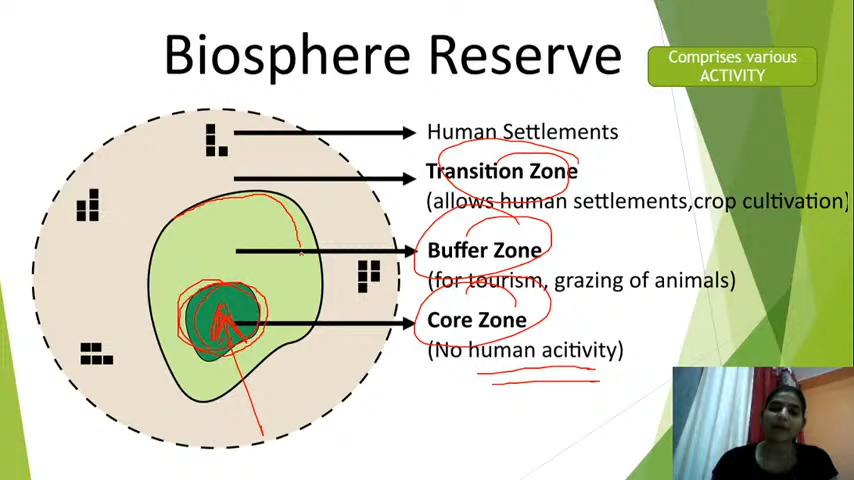 Biosphere Reserve
Comprises various
ACTIVITY
Human Settlements
Transition Zone
(allows human settlements,crop cultivation)
Buffer Zone
(for tourism, grazing of animals)
Core Zone
(No human acitivity)